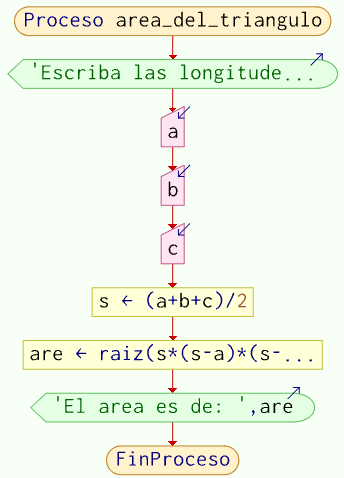 Proceso area_del_triangulo
'Escriba las longitude...
a
b
c
s ← (a+b+c)/2
are ← raiz(s*(s-a)*(s-...
'El area es de: ',are
FinProceso